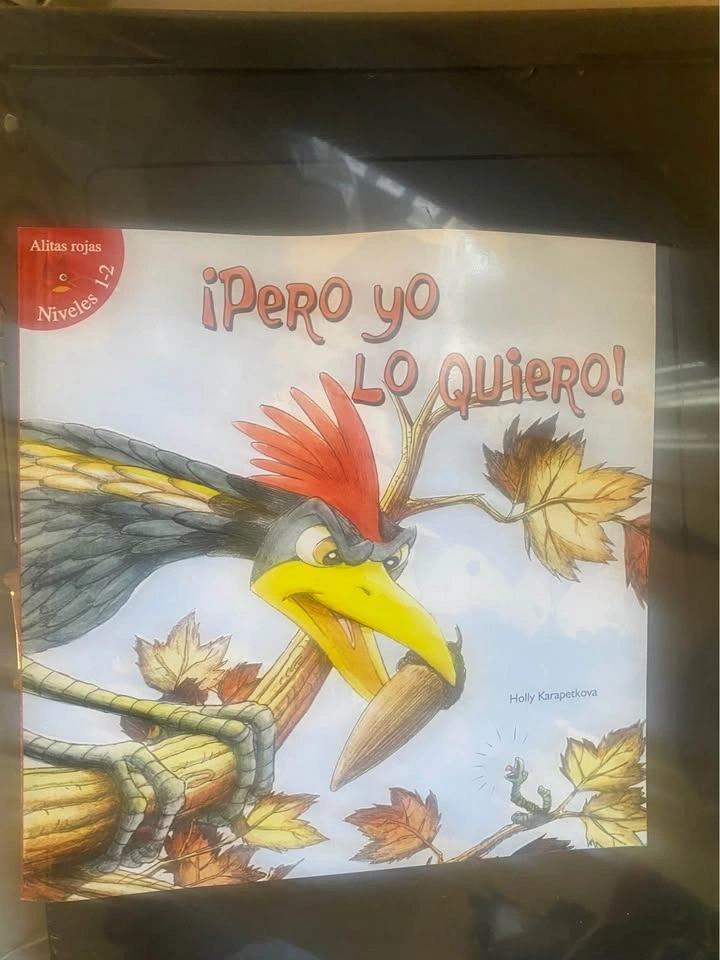 Alitas rojas
Niveles 1-2
¡Pero yo
lo quiero!
Holly Karapetkova